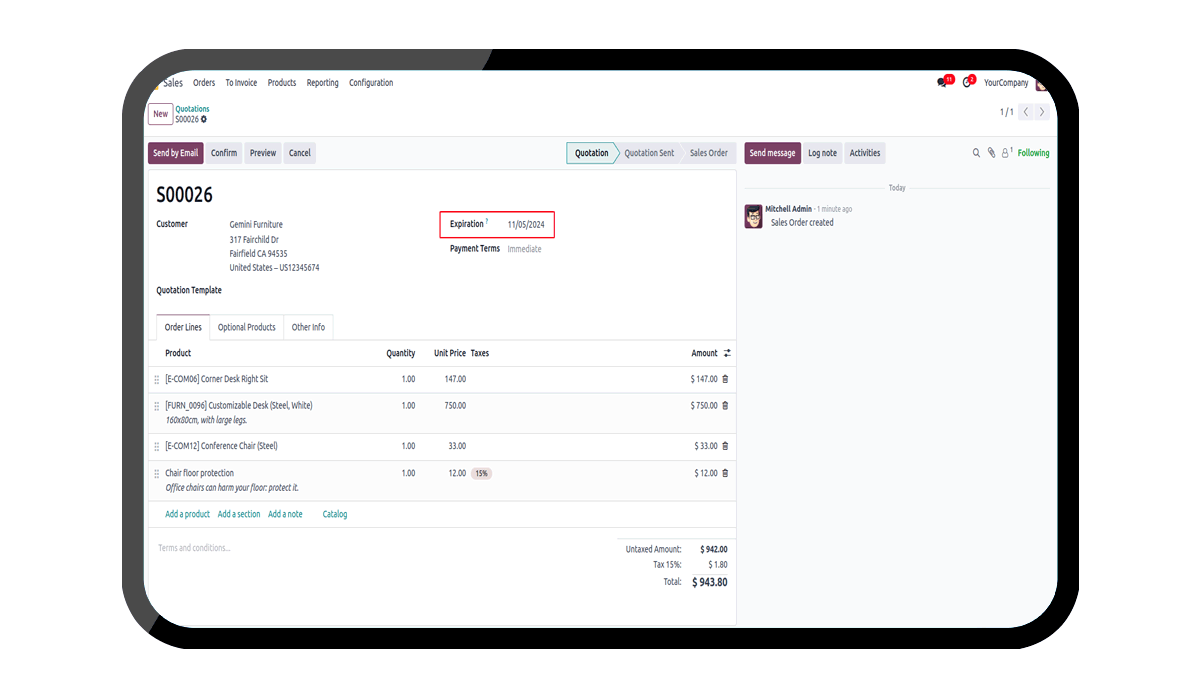 Sales Orders To Invoice Products Reporting Configuration 11 2 YourCompany
New Quotations 1 / 1
S00026
Send by Email Confirm Preview Cancel Quotation Quotation Sent Sales Order Send message Log note Activities 1 Following
Today
S00026
Mitchell Admin - 1 minute ago
Sales Order created
Customer Gemini Furniture Expiration ? 11/05/2024
317 Fairchild Dr
Fairfield CA 94535 Payment Terms Immediate
United States – US12345674
Quotation Template
Order Lines Optional Products Other Info
Product Quantity Unit Price Taxes Amount
[E-COM06] Corner Desk Right Sit 1.00 147.00 $ 147.00
[FURN_0096] Customizable Desk (Steel, White) 1.00 750.00 $ 750.00
160x80cm, with large legs.
[E-COM12] Conference Chair (Steel) 1.00 33.00 $ 33.00
Chair floor protection 1.00 12.00 15% $ 12.00
Office chairs can harm your floor: protect it.
Add a product Add a section Add a note Catalog
Terms and conditions... Untaxed Amount: $ 942.00
Tax 15%: $ 1.80
Total: $ 943.80